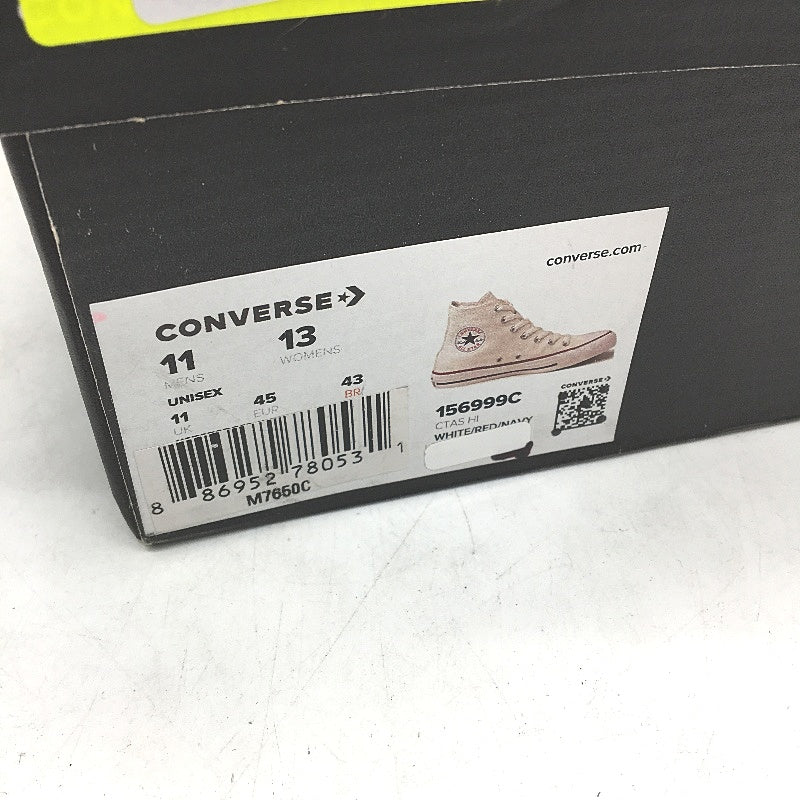 converse.com
CONVERSE
11 13
MENS WOMENS
UNISEX
11 45 43
UK EUR BR/
8 86952 78053 1
M7650C
156999C
CTAS HI
WHITE/RED/NAVY
CONVERSE